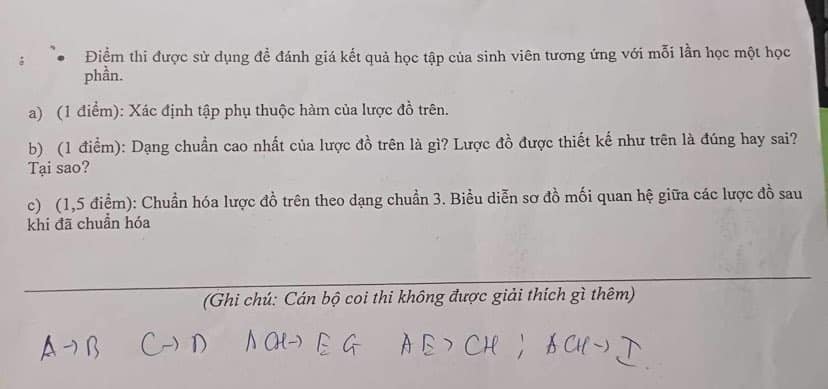 • Điểm thi được sử dụng để đánh giá kết quả học tập của sinh viên tương ứng với mỗi lần học một học
phần.
a) (1 điểm): Xác định tập phụ thuộc hàm của lược đồ trên.
b) (1 điểm): Dạng chuẩn cao nhất của lược đồ trên là gì? Lược đồ được thiết kế như trên là đúng hay sai?
Tại sao?
c) (1,5 điểm): Chuẩn hóa lược đồ trên theo dạng chuẩn 3. Biểu diễn sơ đồ mối quan hệ giữa các lược đồ sau
khi đã chuẩn hóa
(Ghi chú: Cán bộ coi thi không được giải thích gì thêm)
A→B C→D ACH→EG AE→CH ; ACH→I